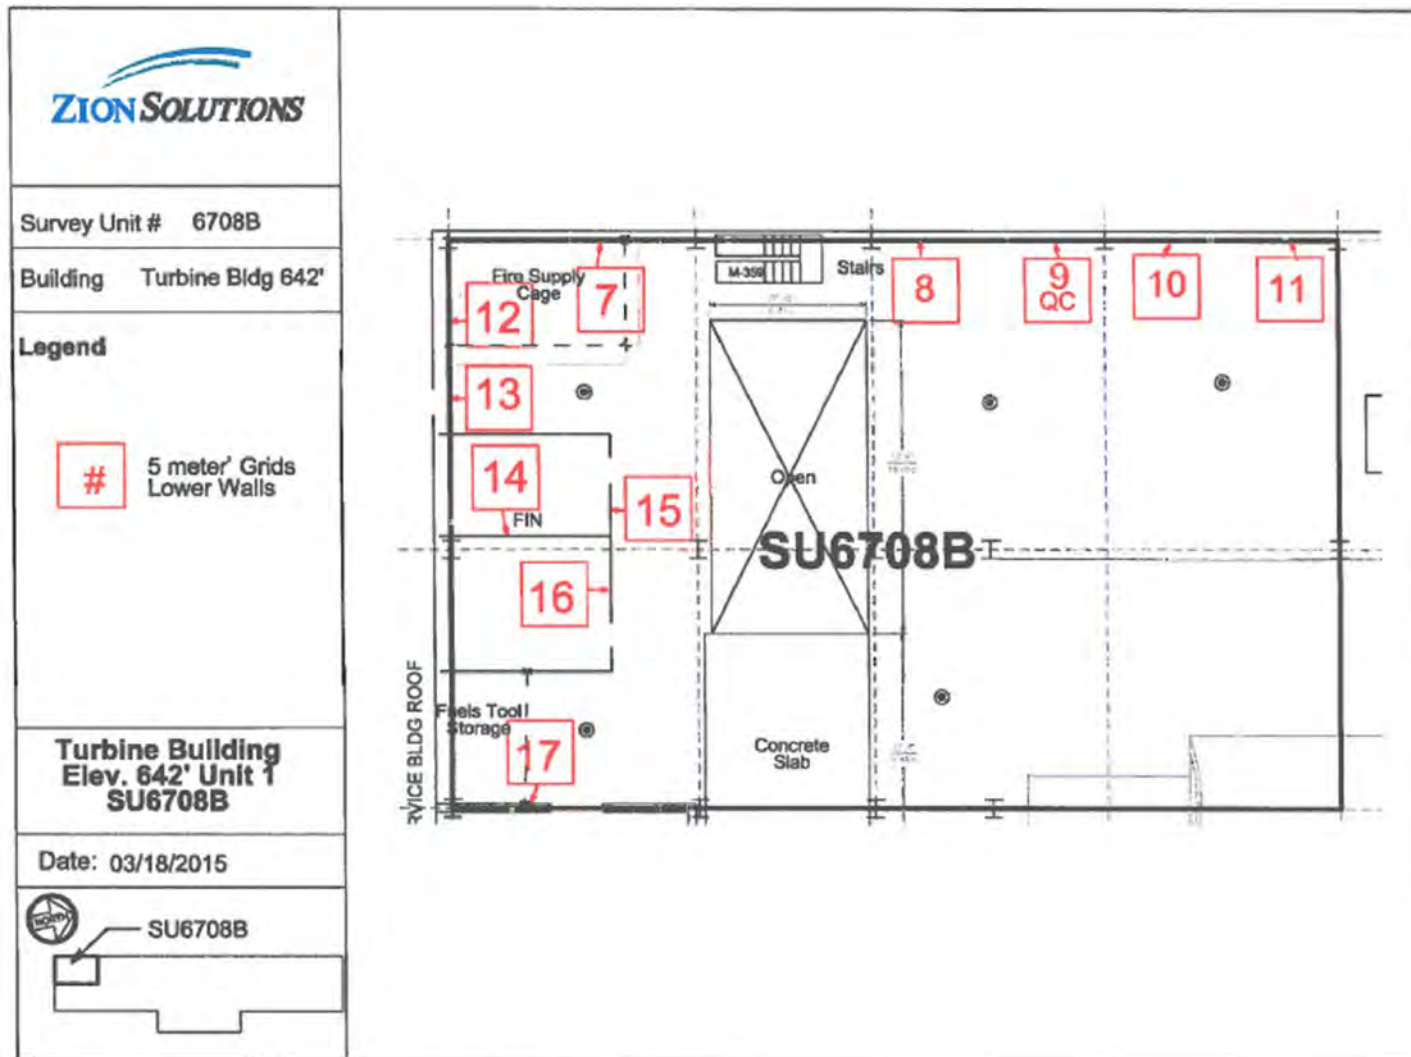 ZION SOLUTIONS
Survey Unit # 6708B
Building Turbine Bldg 642'
Legend
#
5 meter' Grids
Lower Walls
Turbine Building
Elev. 642' Unit 1
SU6708B
Date: 03/18/2015
NORTH
SU6708B
Fire Supply
Cage
7
12
13
14
FIN
15
16
M-359
Stairs
8
9
QC
10
11
Open
SU6708B
RVICE BLDG ROOF
Fuels Tool
Storage
17
Concrete
Slab